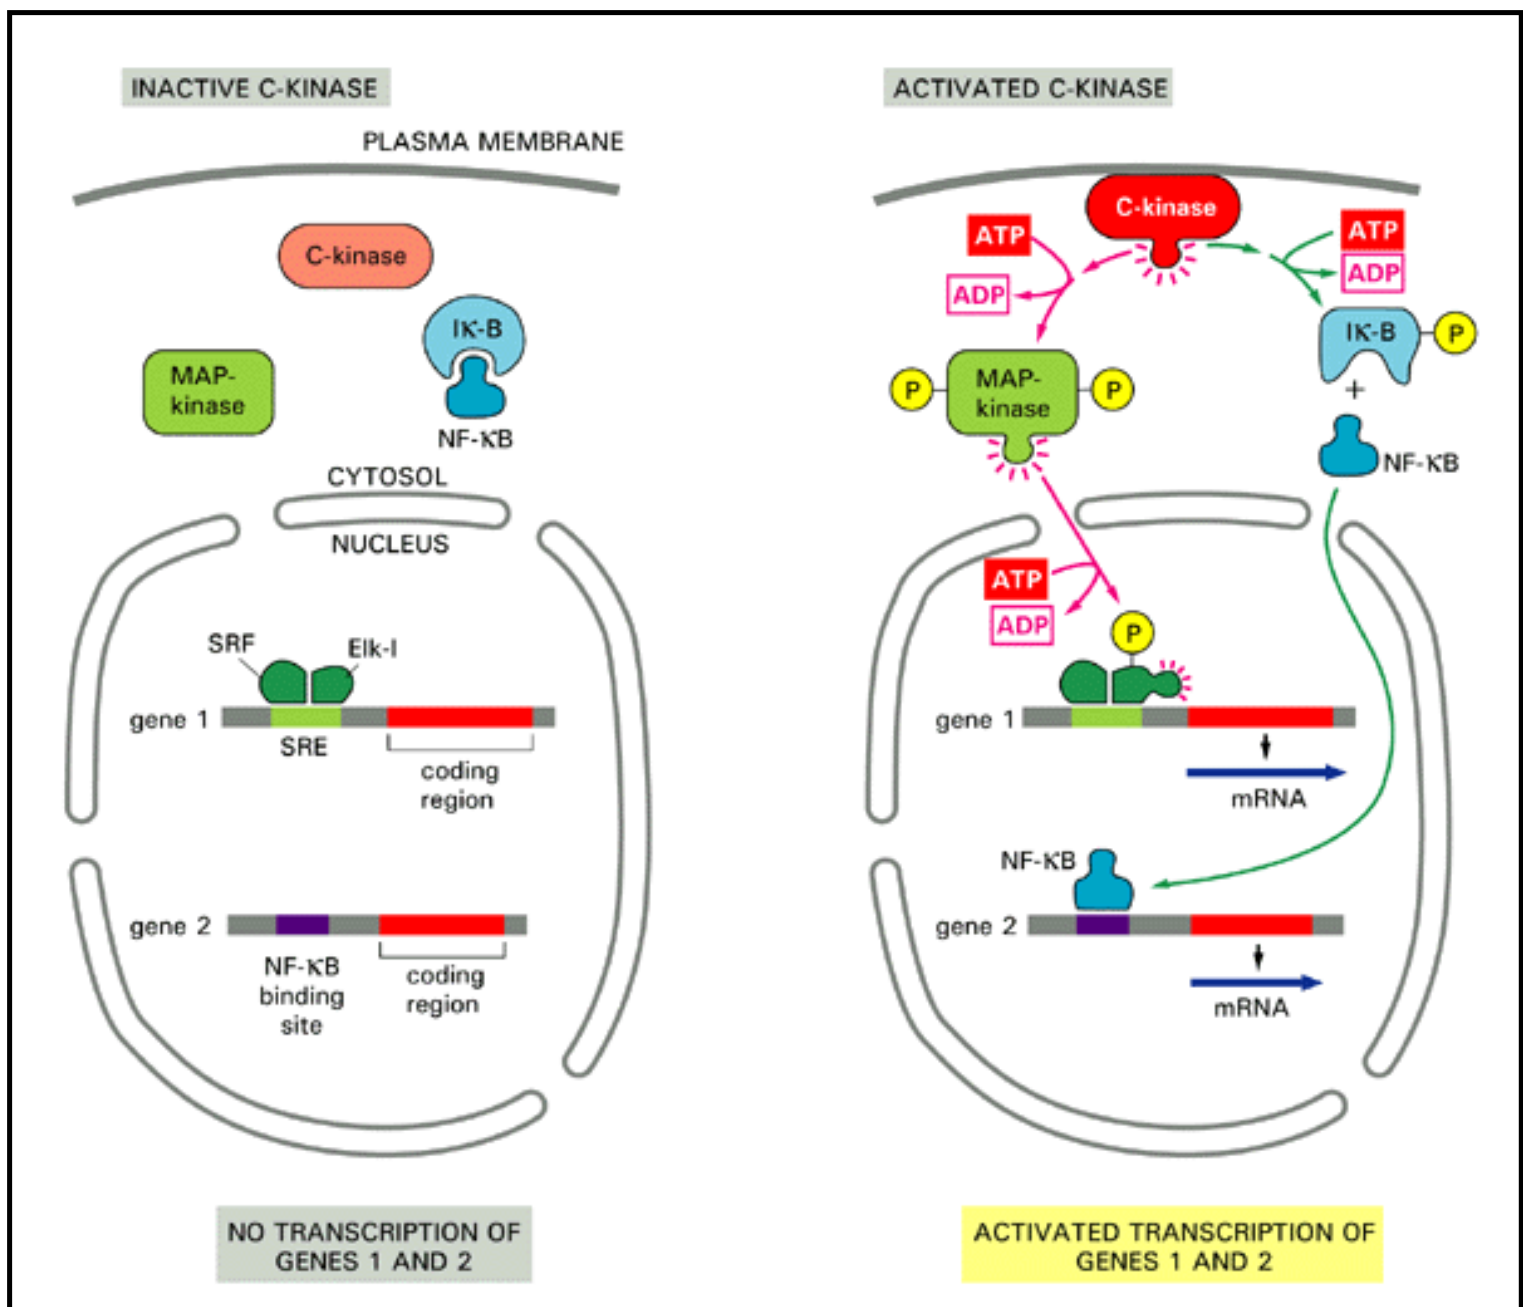 INACTIVE C-KINASE
PLASMA MEMBRANE
C-kinase
Iκ-B
MAP-
kinase
NF-κB
CYTOSOL
NUCLEUS
SRF
Elk-I
gene 1
SRE
coding
region
gene 2
NF-κB
binding
site
coding
region
NO TRANSCRIPTION OF
GENES 1 AND 2
ACTIVATED C-KINASE
C-kinase
ATP
ADP
ATP
ADP
Iκ-B
P
P
MAP-
kinase
P
+
NF-κB
ATP
ADP
P
gene 1
mRNA
NF-κB
gene 2
mRNA
ACTIVATED TRANSCRIPTION OF
GENES 1 AND 2